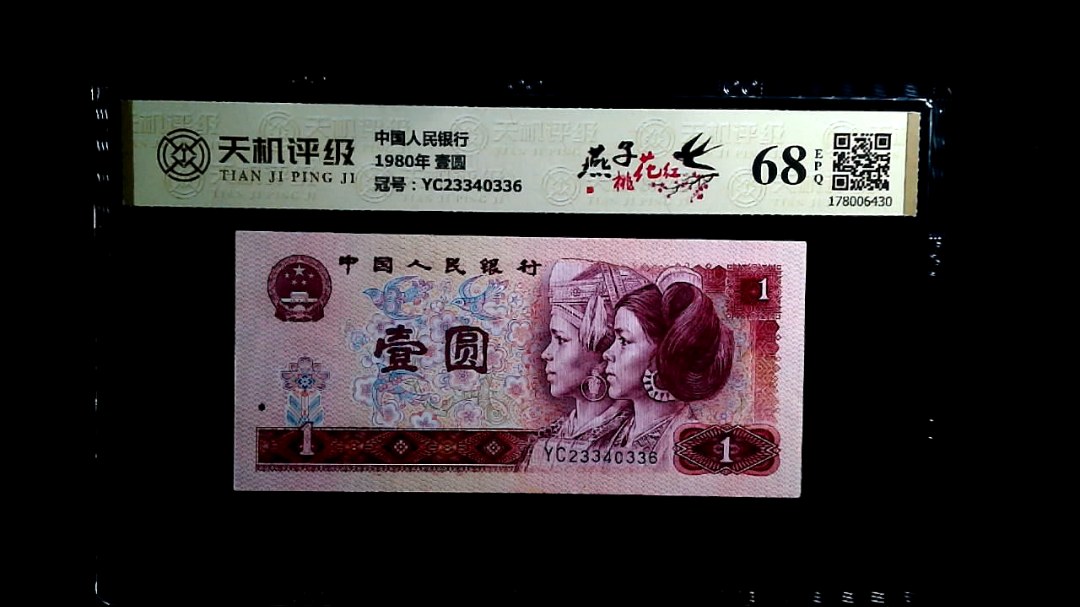 天机评级
TIAN JI PING JI
中国人民银行
1980年 壹圆
冠号：YC23340336
燕子
桃花红
68
EPQ
178006430
中国人民银行
1
壹圆
1
YC23340336
1